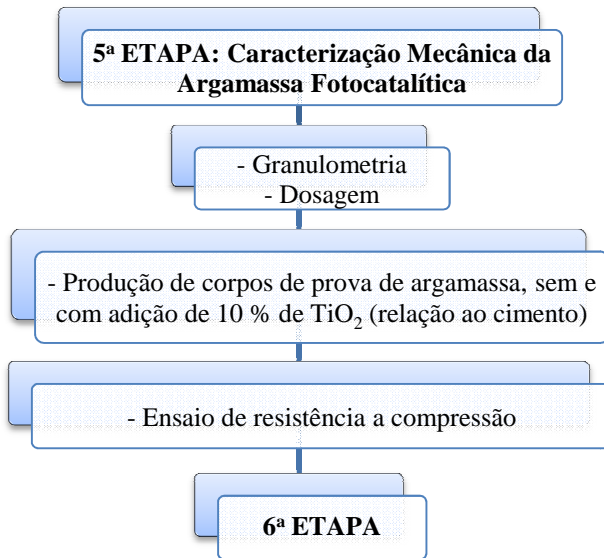 5ª ETAPA: Caracterização Mecânica da
Argamassa Fotocatalítica
- Granulometria
- Dosagem
- Produção de corpos de prova de argamassa, sem e
com adição de 10 % de TiO₂ (relação ao cimento)
- Ensaio de resistência a compressão
6ª ETAPA